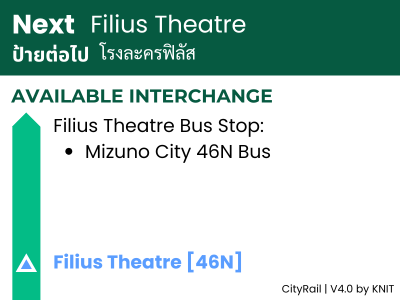 Next Filius Theatre
ป้ายต่อไป โรงละครฟิลัส
AVAILABLE INTERCHANGE
Filius Theatre Bus Stop:
• Mizuno City 46N Bus
Filius Theatre [46N]
CityRail | V4.0 by KNIT